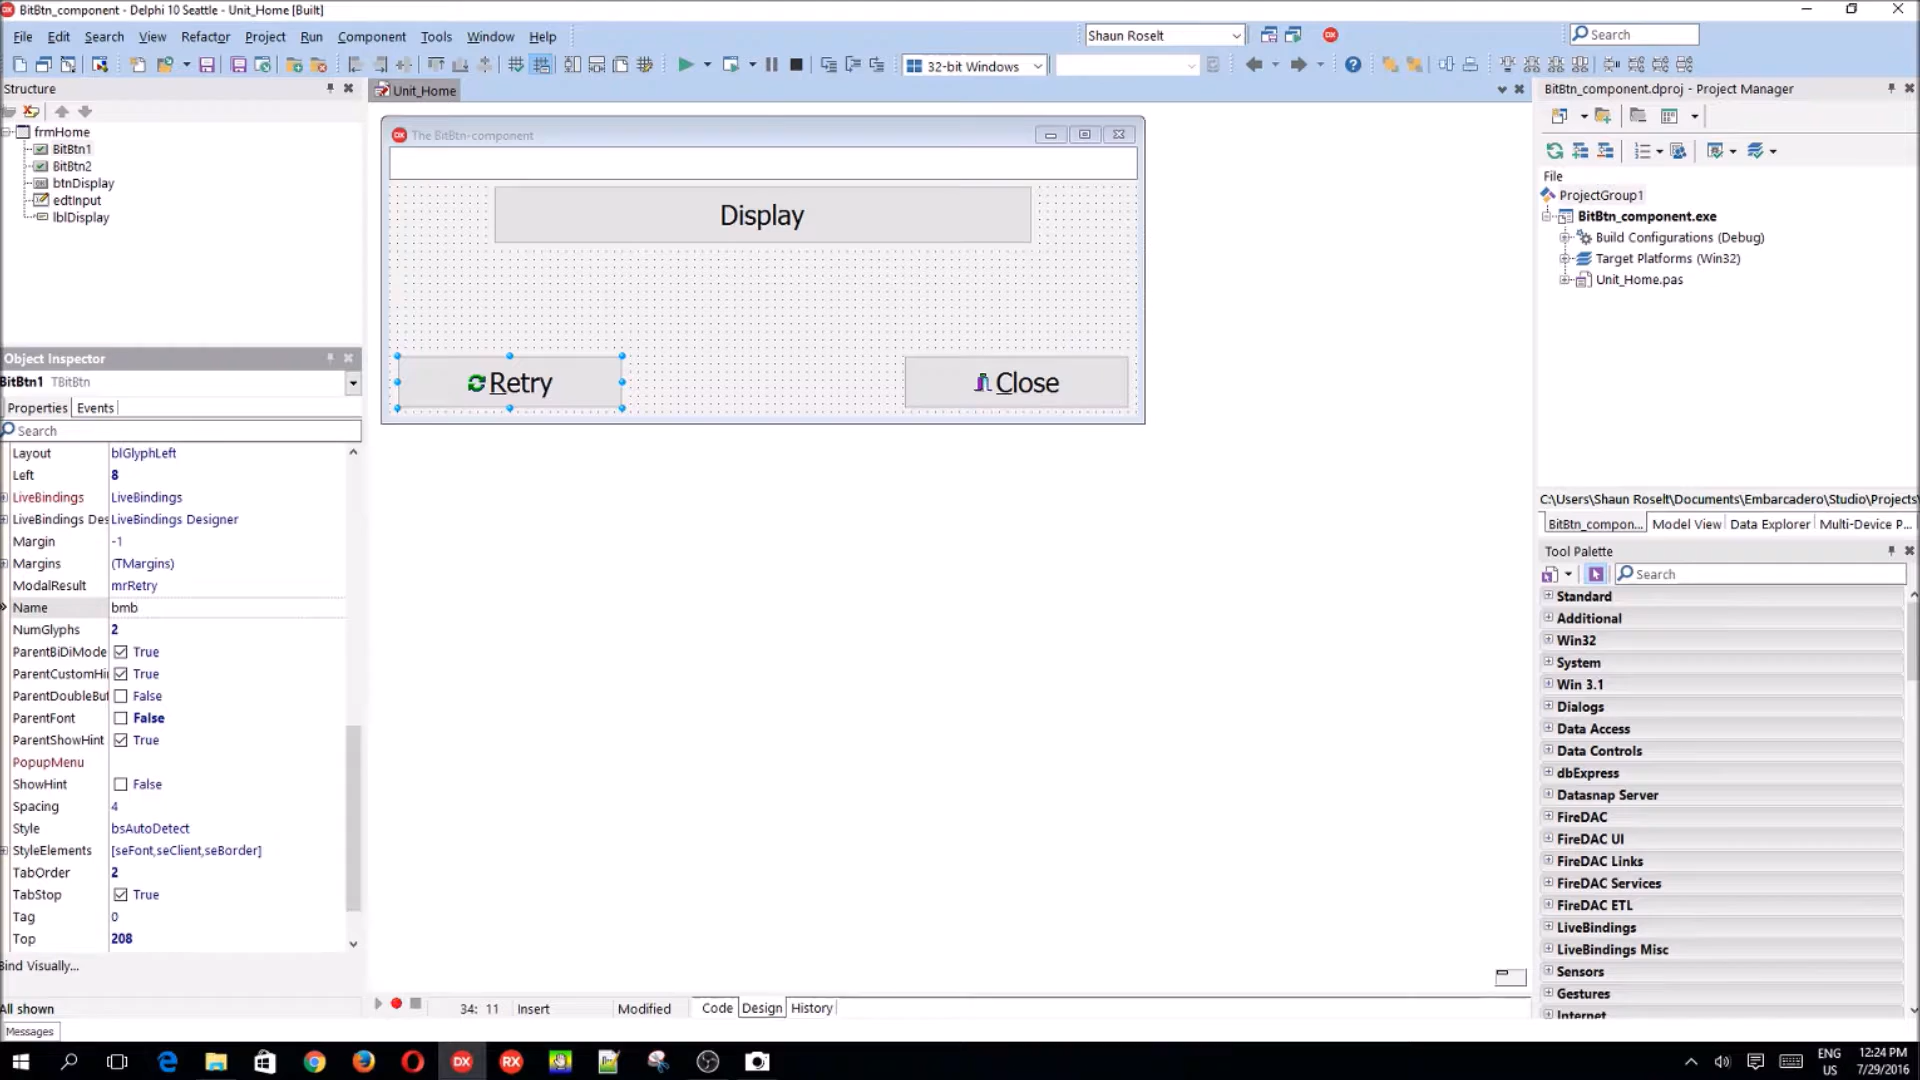 BitBtn_component - Delphi 10 Seattle - Unit_Home [Built]
File Edit Search View Refactor Project Run Component Tools Window Help
Shaun Roselt
Search
32-bit Windows
Structure
frmHome
BitBtn1
BitBtn2
btnDisplay
edtInput
lblDisplay
Object Inspector
BitBtn1 TBitBtn
Properties Events
Search
Layout blGlyphLeft
Left 8
LiveBindings LiveBindings
LiveBindings Des LiveBindings Designer
Margin -1
Margins (TMargins)
ModalResult mrRetry
Name bmb
NumGlyphs 2
ParentBiDiMode True
ParentCustomHi True
ParentDoubleBuf False
ParentFont False
ParentShowHint True
PopupMenu
ShowHint False
Spacing 4
Style bsAutoDetect
StyleElements [seFont,seClient,seBorder]
TabOrder 2
TabStop True
Tag 0
Top 208
Bind Visually...
All shown
Messages
Unit_Home
The BitBtn-component
Display
Retry
Close
34: 11 Insert Modified Code Design History
BitBtn_component.dproj - Project Manager
File
ProjectGroup1
BitBtn_component.exe
Build Configurations (Debug)
Target Platforms (Win32)
Unit_Home.pas
C:\Users\Shaun Roselt\Documents\Embarcadero\Studio\Projects\
BitBtn_compon... Model View Data Explorer Multi-Device P...
Tool Palette
Search
Standard
Additional
Win32
System
Win 3.1
Dialogs
Data Access
Data Controls
dbExpress
Datasnap Server
FireDAC
FireDAC UI
FireDAC Links
FireDAC Services
FireDAC ETL
LiveBindings
LiveBindings Misc
Sensors
Gestures
Internet
DX
RX
ENG
US
12:24 PM
7/29/2016